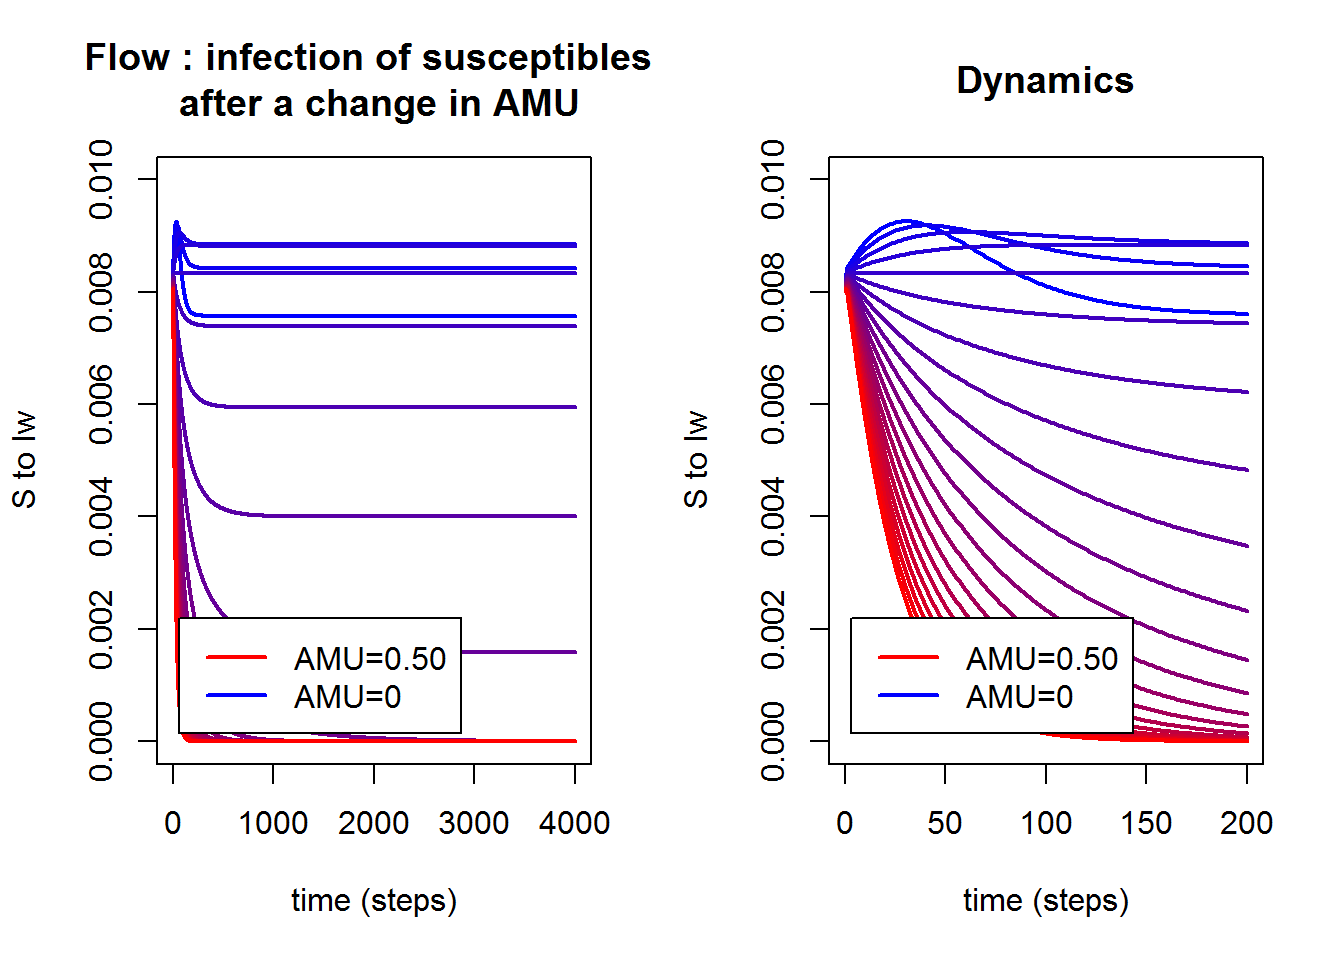 Flow : infection of susceptibles
after a change in AMU
S to Iw
0.000 0.002 0.004 0.006 0.008 0.010
AMU=0.50
AMU=0
0 1000 2000 3000 4000
time (steps)
Dynamics
S to Iw
0.000 0.002 0.004 0.006 0.008 0.010
AMU=0.50
AMU=0
0 50 100 150 200
time (steps)